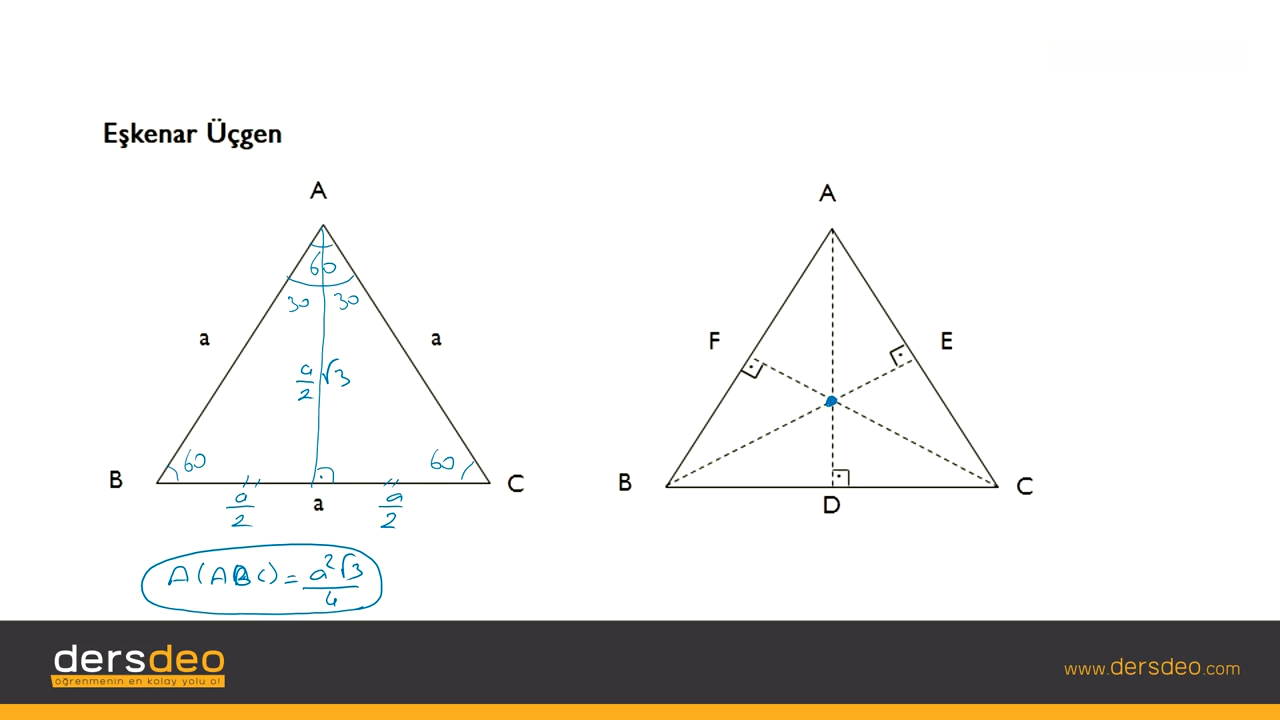 Eşkenar Üçgen
A
60
30 30
a a
a/2 √3
60 60
B C
a/2 a a/2
A(ABC) = a²√3/4
A
F E
B C
D
dersdeo
öğrenmenin en kolay yolu o!
www.dersdeo.com